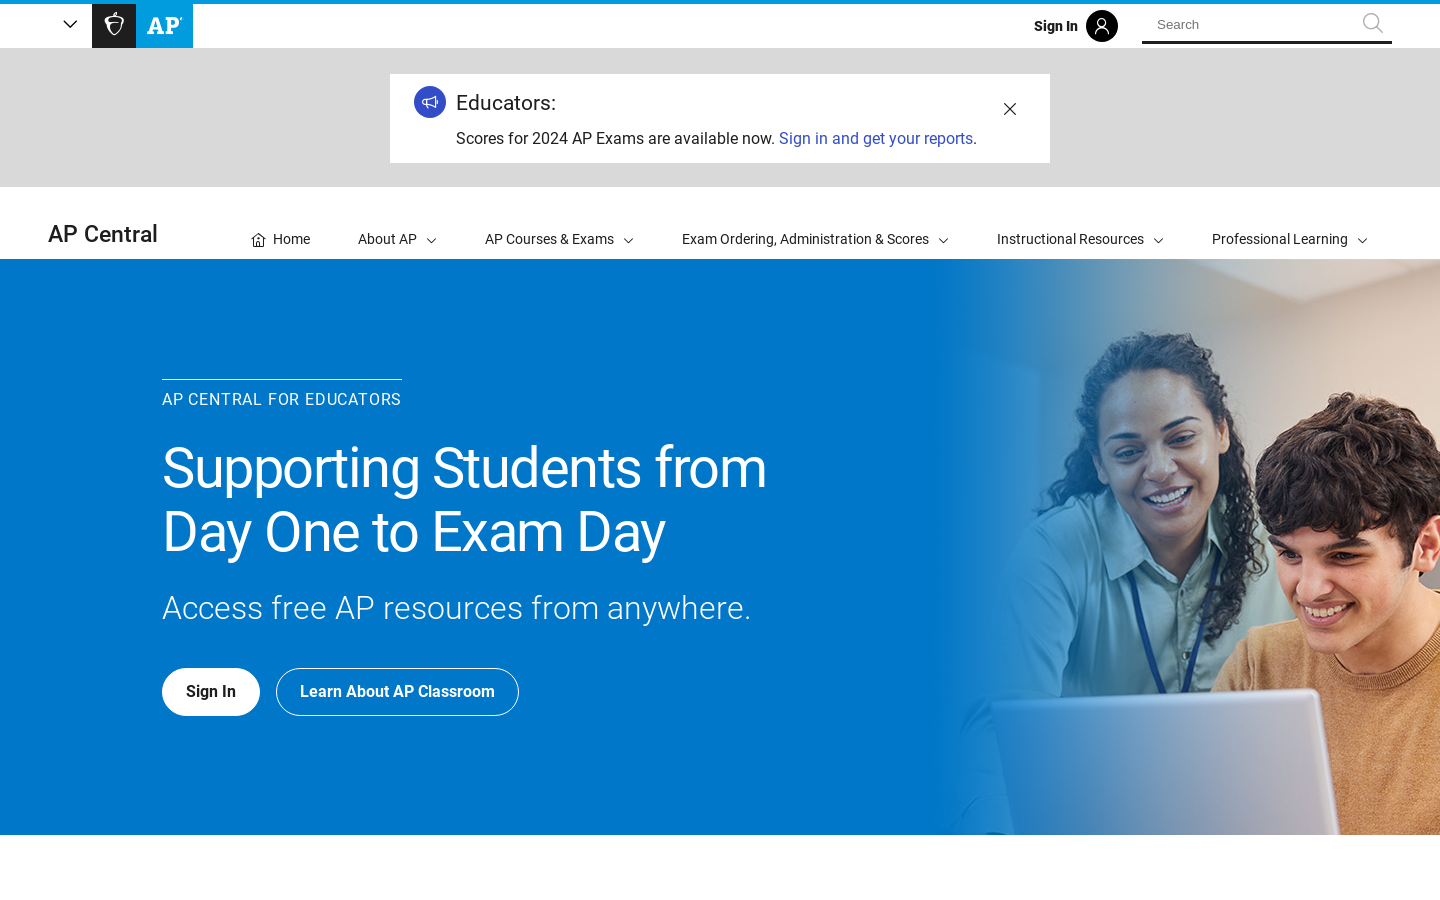 AP
Sign In
Search
Educators:
Scores for 2024 AP Exams are available now. Sign in and get your reports.
AP Central
Home
About AP
AP Courses & Exams
Exam Ordering, Administration & Scores
Instructional Resources
Professional Learning
AP CENTRAL FOR EDUCATORS
Supporting Students from
Day One to Exam Day
Access free AP resources from anywhere.
Sign In
Learn About AP Classroom